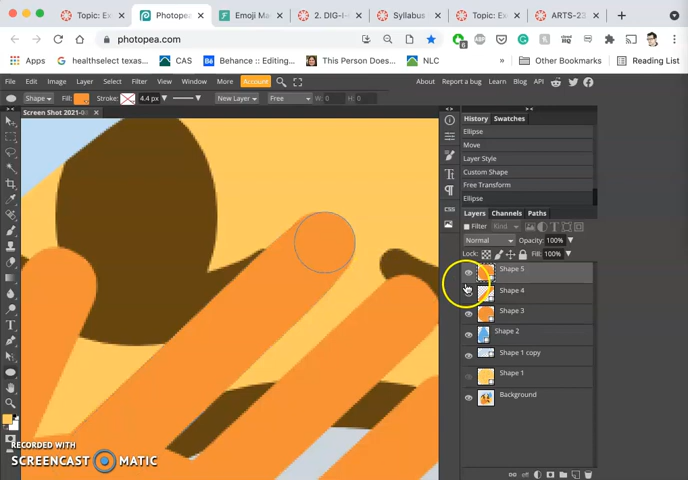 Topic: Ex
Photopea
Emoji Ma
2. DIG-I-
Syllabus
Topic: Ex
ARTS-23
photopea.com
Apps
healthselect texas...
CAS
Behance :: Editing...
This Person Does...
NLC
Other Bookmarks
Reading List
File Edit Image Layer Select Filter View Window More Account
About Report a bug Learn Blog API
Shape Fill: Stroke: 4.4 px New Layer Free W: 0 H: 0
Screen Shot 2021-0
History Swatches
Ellipse
Move
Layer Style
Custom Shape
Free Transform
Ellipse
Layers Channels Paths
Filter Kind
Normal Opacity: 100%
Lock: Fill: 100%
Shape 5
Shape 4
Shape 3
Shape 2
Shape 1 copy
Shape 1
Background
CSS
eff
RECORDED WITH
SCREENCAST MATIC